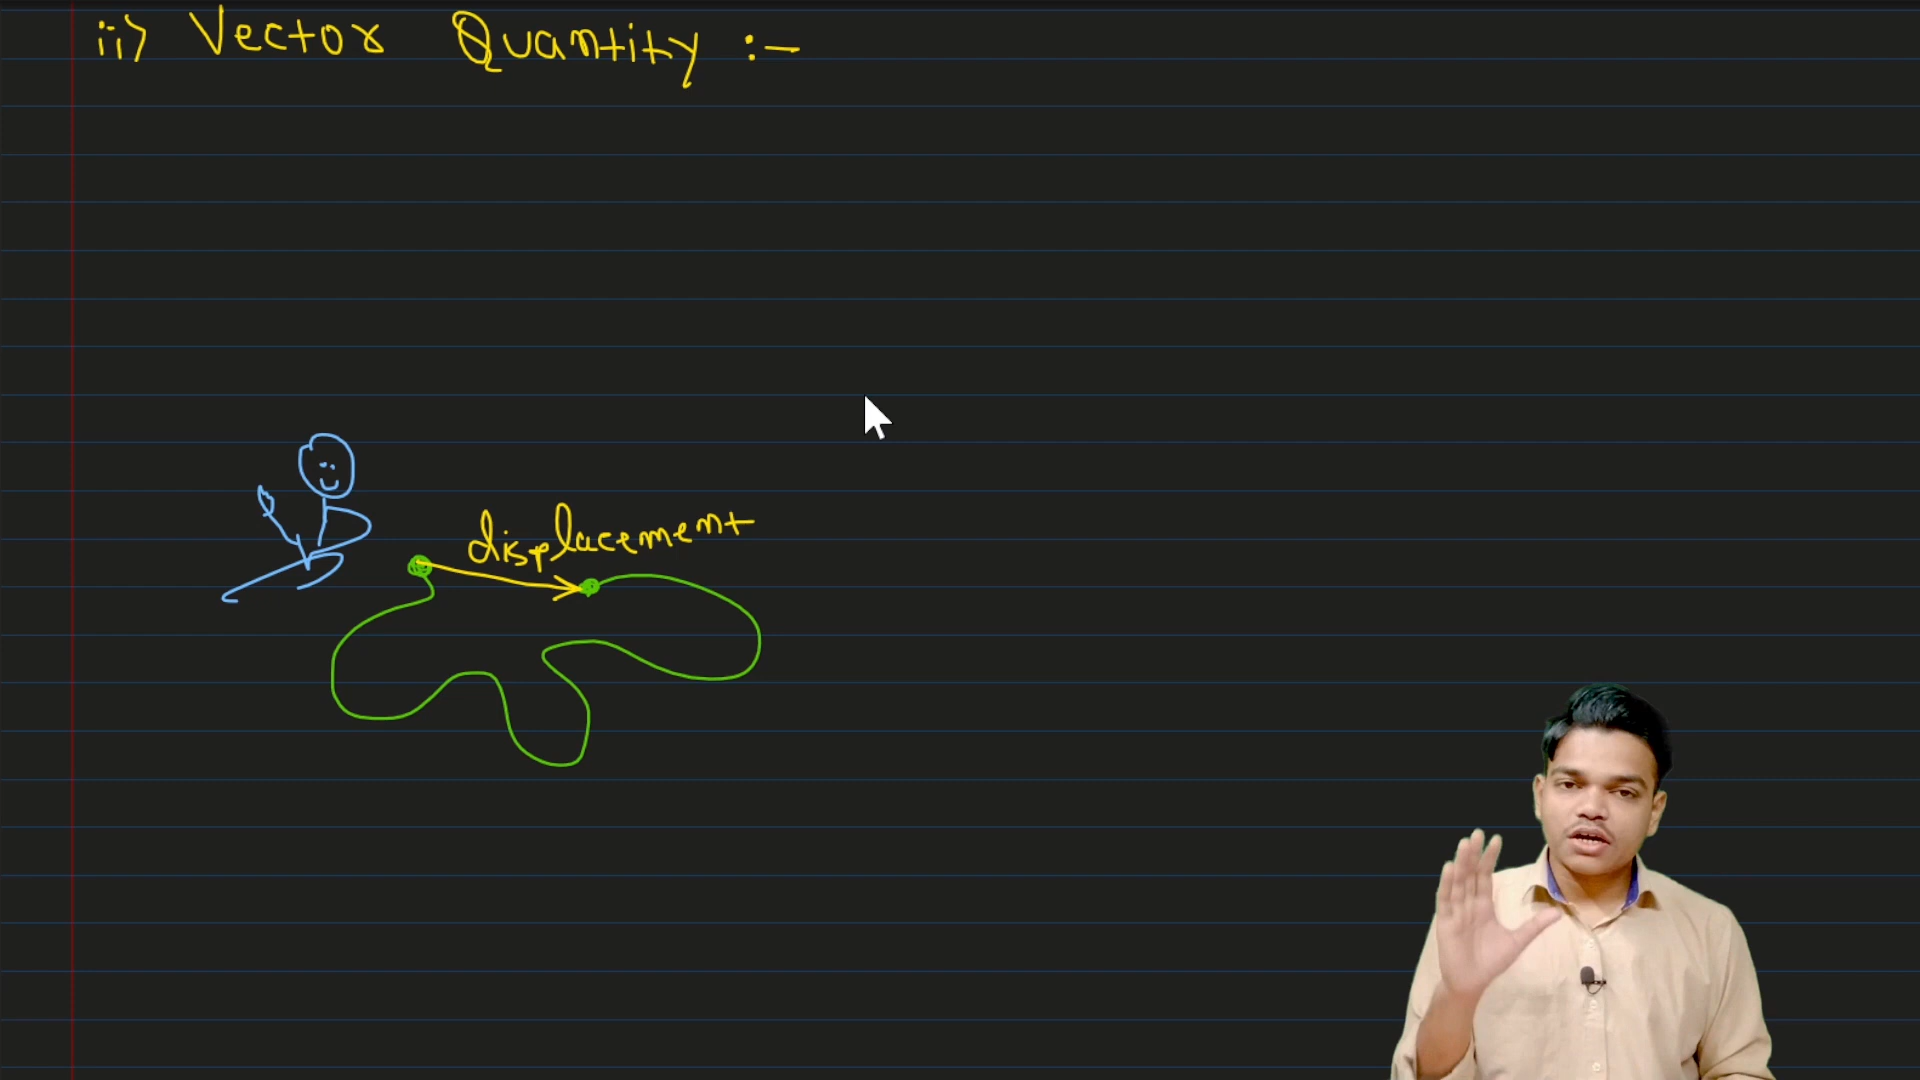 ii) Vector Quantity :-
displacement